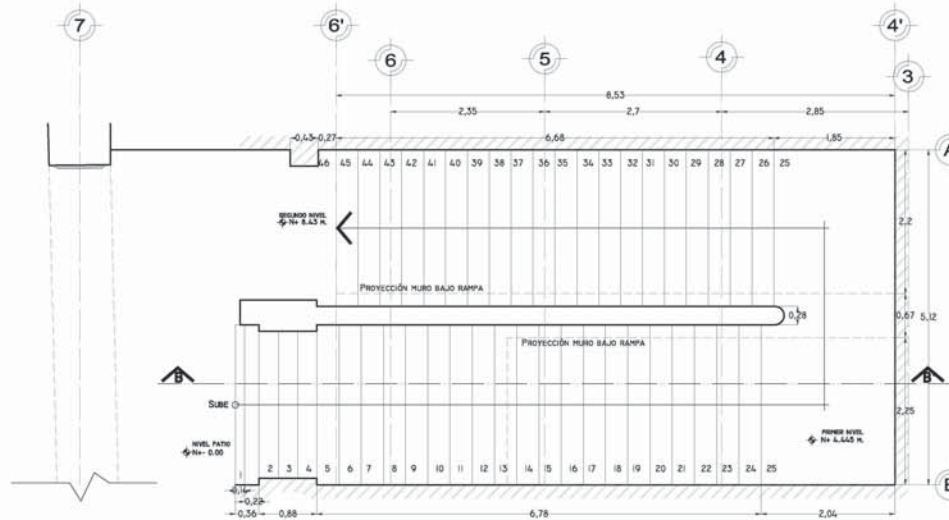 7
6'
4'
6
5
4
3
8,53
2,35
2,7
2,85
0,43
0,27
6,68
1,85
A
46 45 44 43 42 41 40 39 38 37 36 35 34 33 32 31 30 29 28 27 26 25
SEGUNDO NIVEL
N+ 8.43 M.
2,2
PROYECCIÓN MURO BAJO RAMPA
0,28
0,67
5,12
PROYECCIÓN MURO BAJO RAMPA
B
B
SUBE
2,25
NIVEL PATIO
N+- 0.00
PRIMER NIVEL
N+ 4.445 M.
1 2 3 4 5 6 7 8 9 10 11 12 13 14 15 16 17 18 19 20 21 22 23 24 25
0,14
0,22
0,36
0,88
6,78
2,04